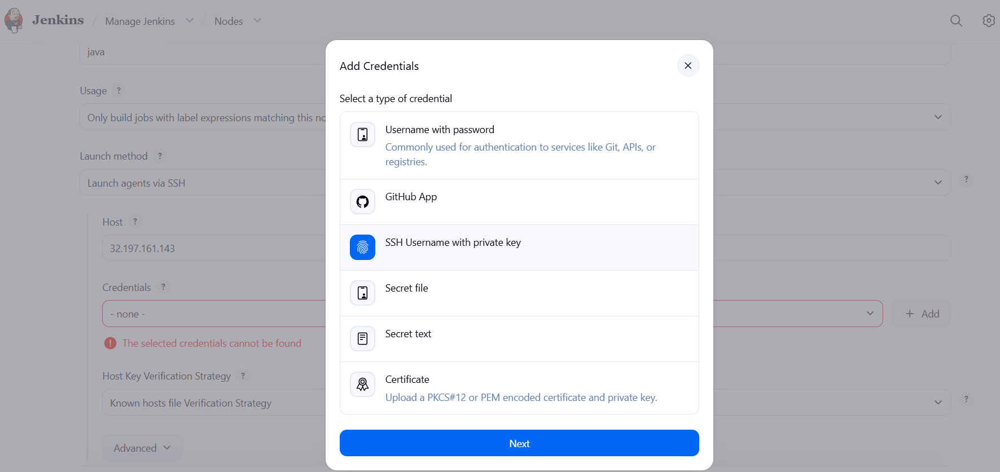 Jenkins / Manage Jenkins / Nodes
java
Usage ?
Only build jobs with label expressions matching this no
Launch method ?
Launch agents via SSH
?
Host ?
32.197.161.143
Credentials ?
- none -
+ Add
The selected credentials cannot be found
Host Key Verification Strategy ?
Known hosts file Verification Strategy
?
Advanced
Add Credentials
Select a type of credential
Username with password
Commonly used for authentication to services like Git, APIs, or
registries.
GitHub App
SSH Username with private key
Secret file
Secret text
Certificate
Upload a PKCS#12 or PEM encoded certificate and private key.
Next